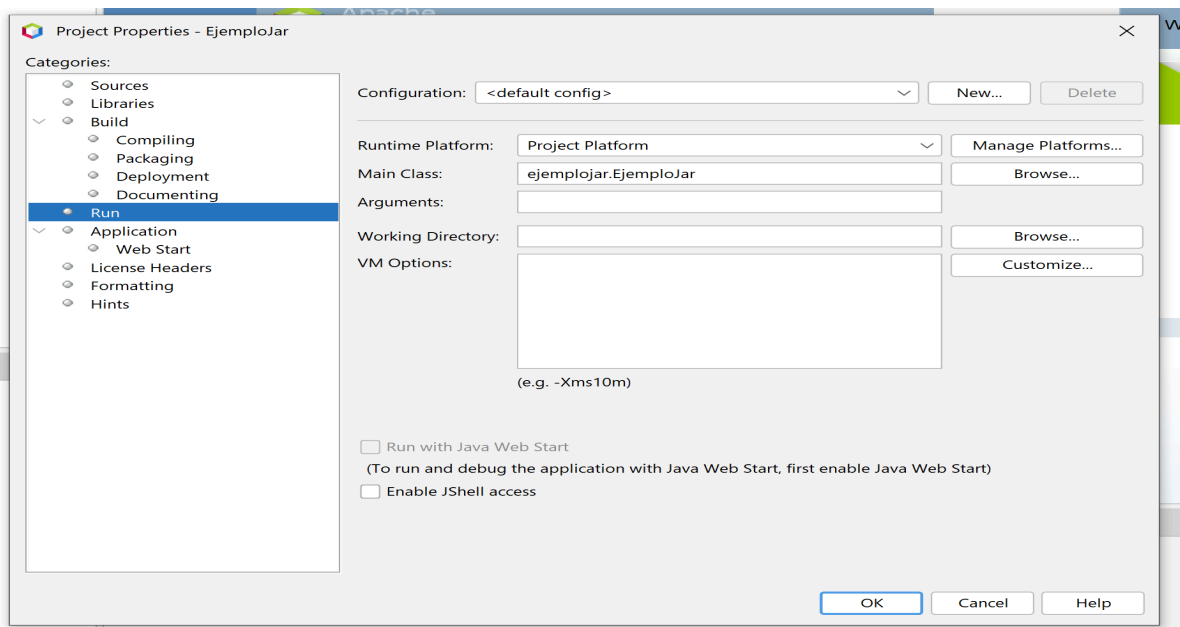 Apache
Project Properties - EjemploJar
W
Categories:
Sources
Libraries
Build
Compiling
Packaging
Deployment
Documenting
Run
Application
Web Start
License Headers
Formatting
Hints
Configuration: <default config> New... Delete
Runtime Platform: Project Platform Manage Platforms...
Main Class: ejemplojar.EjemploJar Browse...
Arguments:
Working Directory: Browse...
VM Options: Customize...
(e.g. -Xms10m)
Run with Java Web Start
(To run and debug the application with Java Web Start, first enable Java Web Start)
Enable JShell access
OK Cancel Help